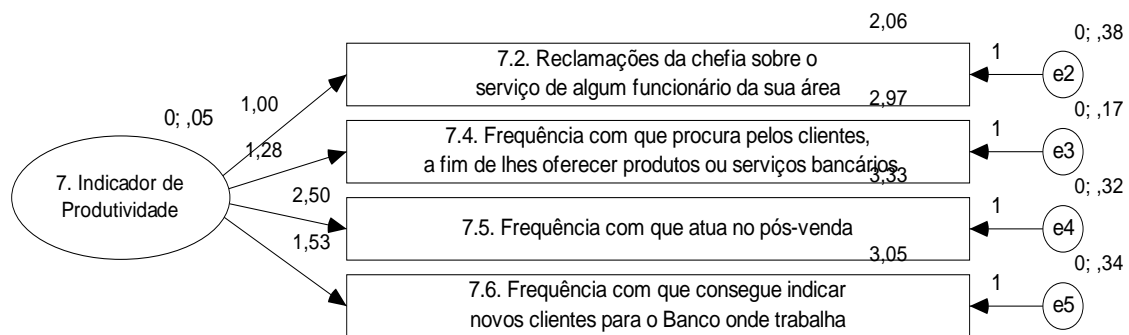 2,06
0; ,38
7.2. Reclamações da chefia sobre o
serviço de algum funcionário da sua área
1
e2
1,00
0; ,05
2,97
0; ,17
7.4. Frequência com que procura pelos clientes,
a fim de lhes oferecer produtos ou serviços bancários
1
e3
1,28
7. Indicador de
Produtividade
3,33
0; ,32
2,50
7.5. Frequência com que atua no pós-venda
1
e4
1,53
3,05
0; ,34
7.6. Frequência com que consegue indicar
novos clientes para o Banco onde trabalha
1
e5